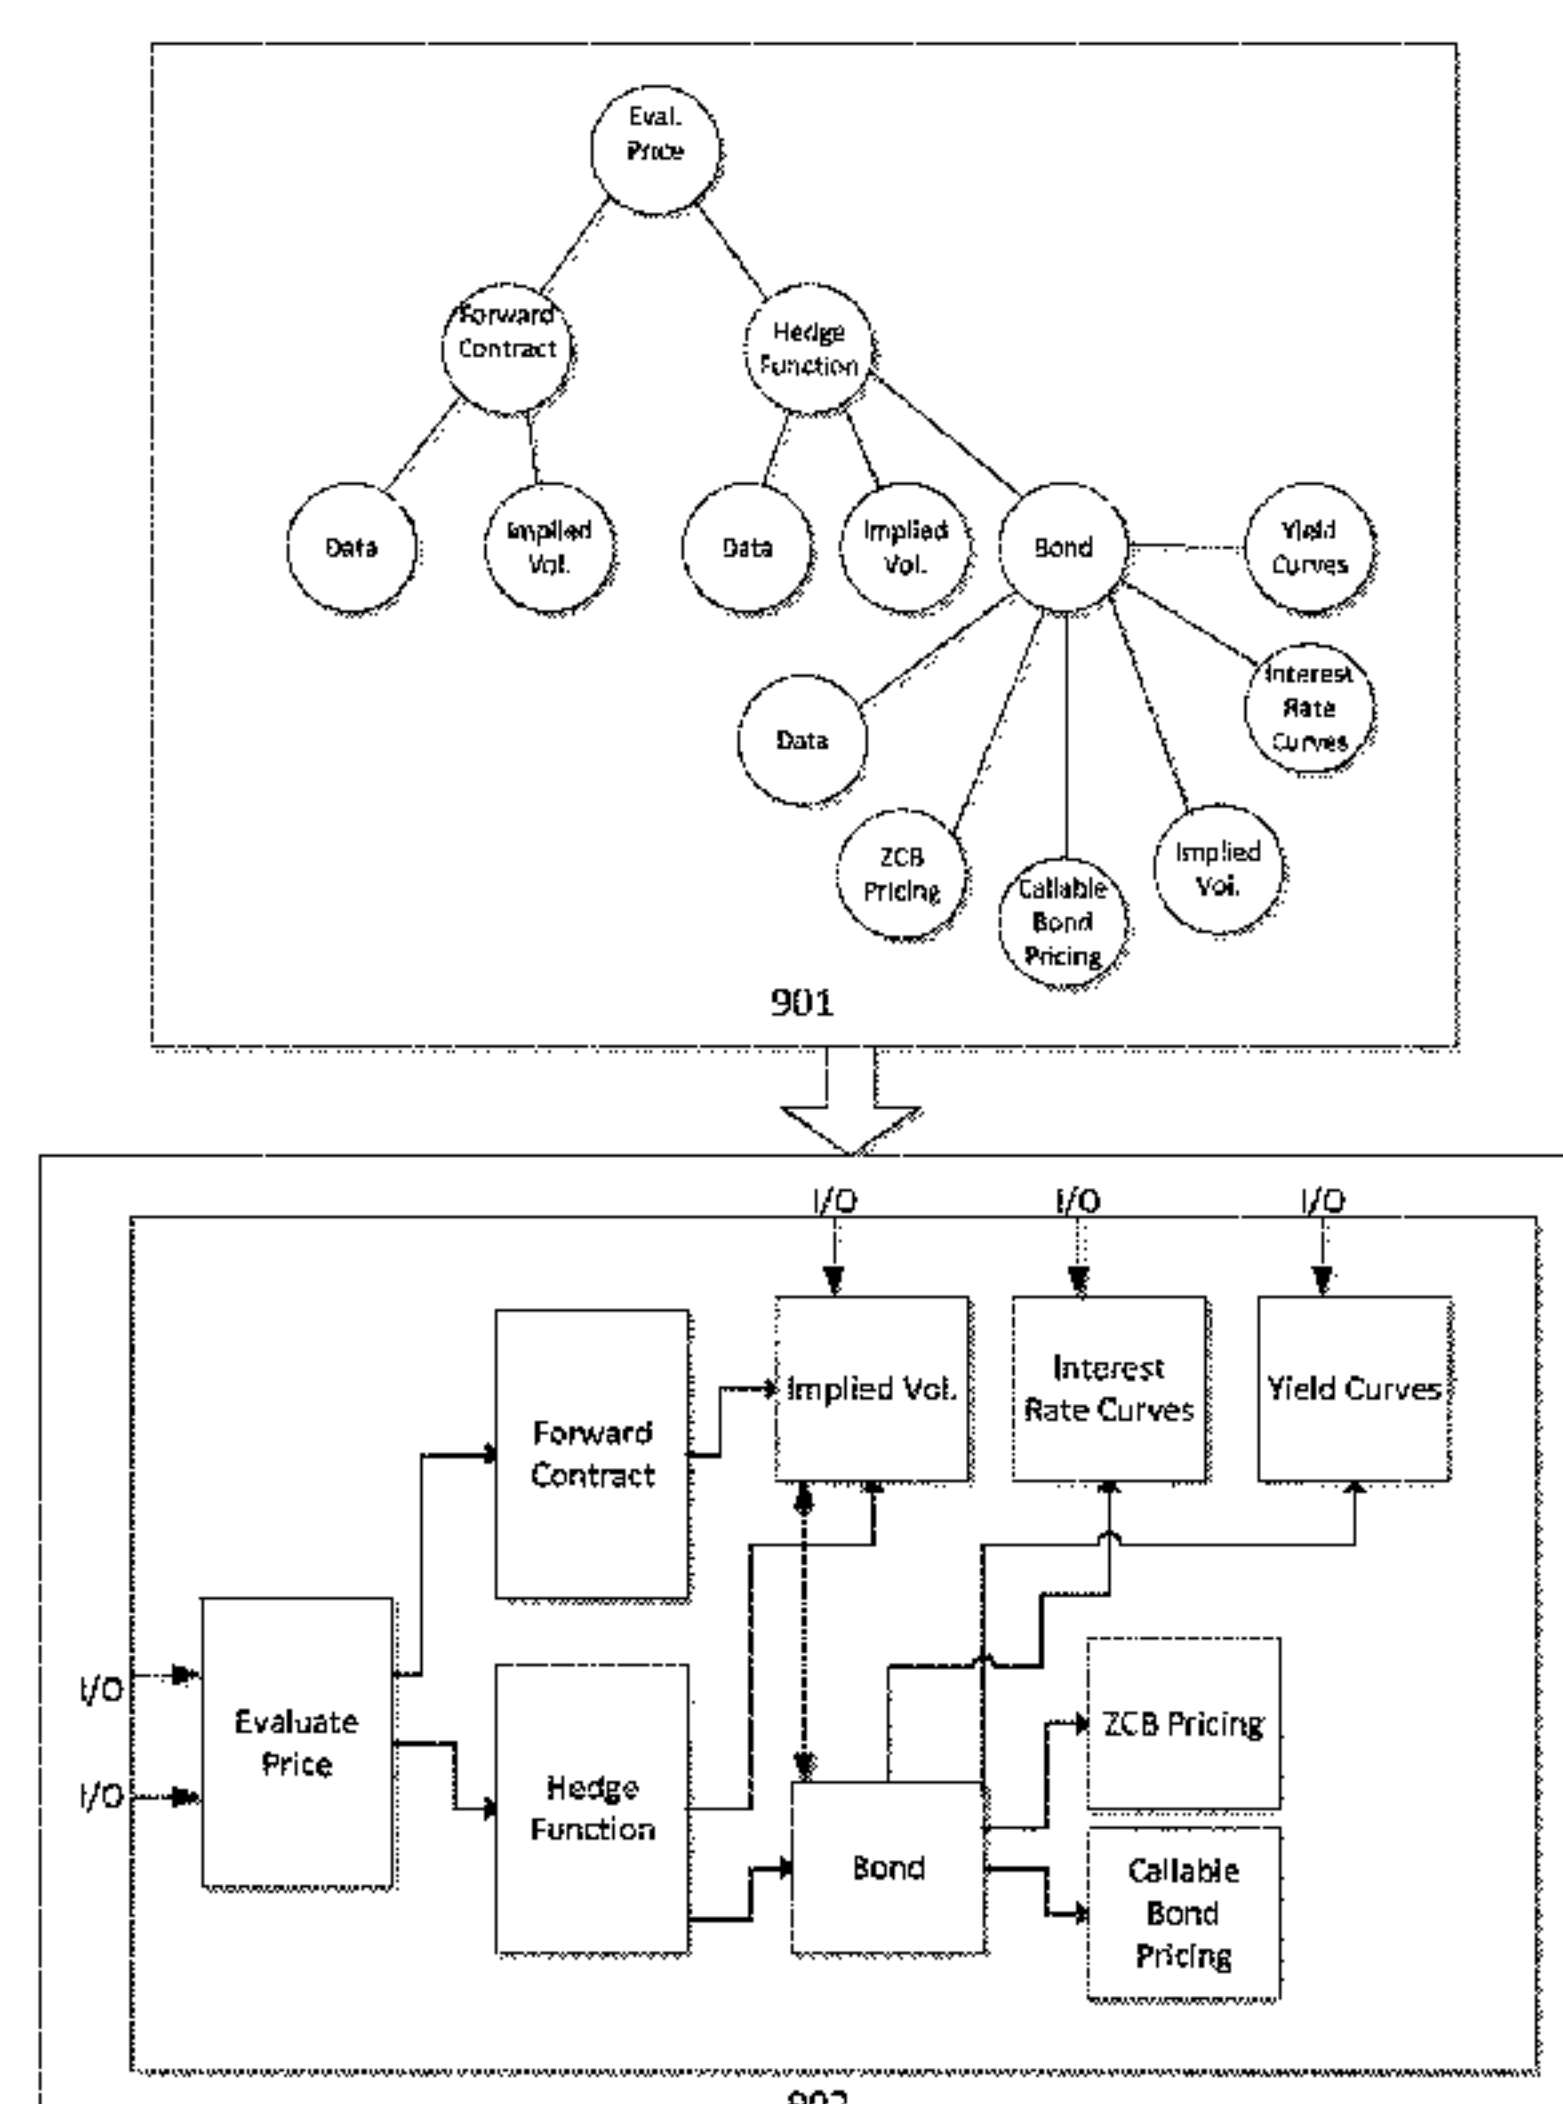 Eval.
Price
Forward
Contract
Hedge
Function
Data
Implied
Vol.
Data
Implied
Vol.
Bond
Yield
Curves
Interest
Rate
Curves
Data
ZCB
Pricing
Callable
Bond
Pricing
Implied
Vol.
901
I/O
I/O
I/O
Implied Vol.
Interest
Rate Curves
Yield Curves
Forward
Contract
I/O
I/O
Evaluate
Price
Hedge
Function
Bond
ZCB Pricing
Callable
Bond
Pricing